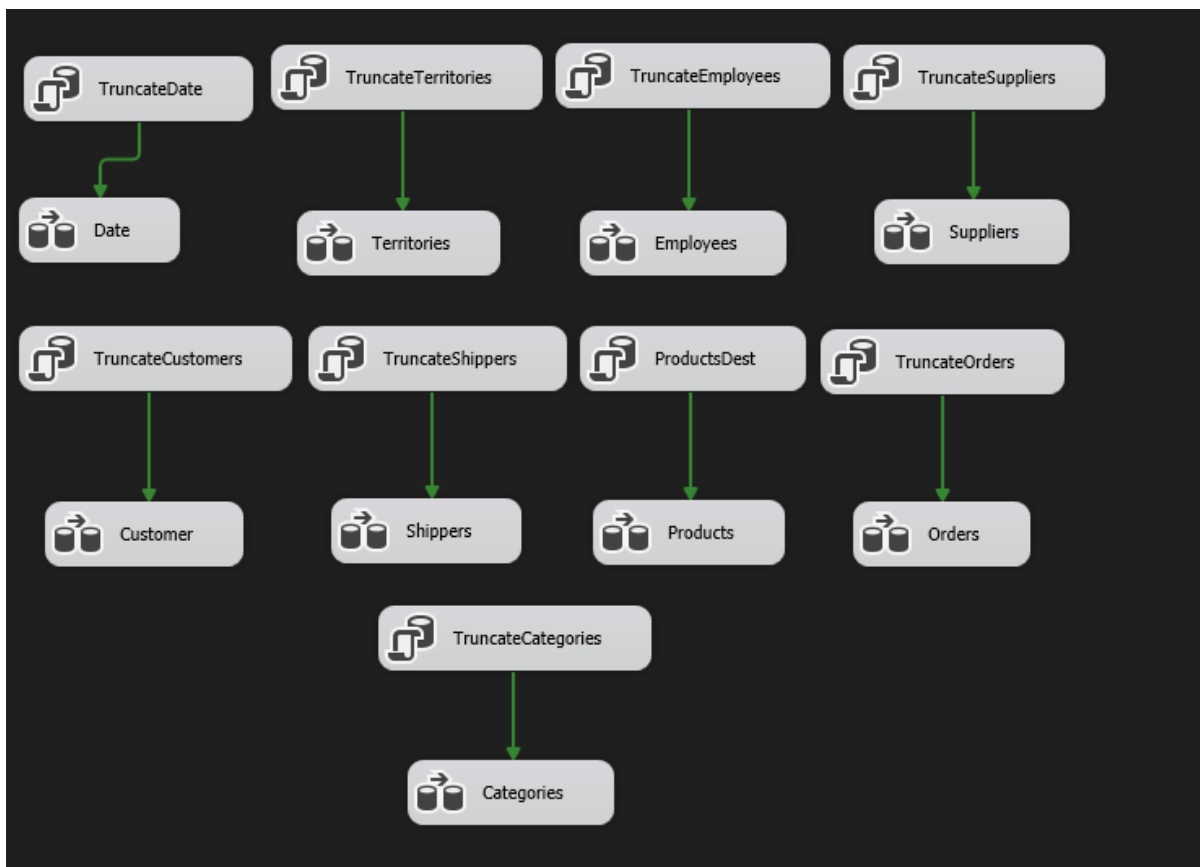 TruncateDate
TruncateTerritories
TruncateEmployees
TruncateSuppliers
Date
Territories
Employees
Suppliers
TruncateCustomers
TruncateShippers
ProductsDest
TruncateOrders
Customer
Shippers
Products
Orders
TruncateCategories
Categories